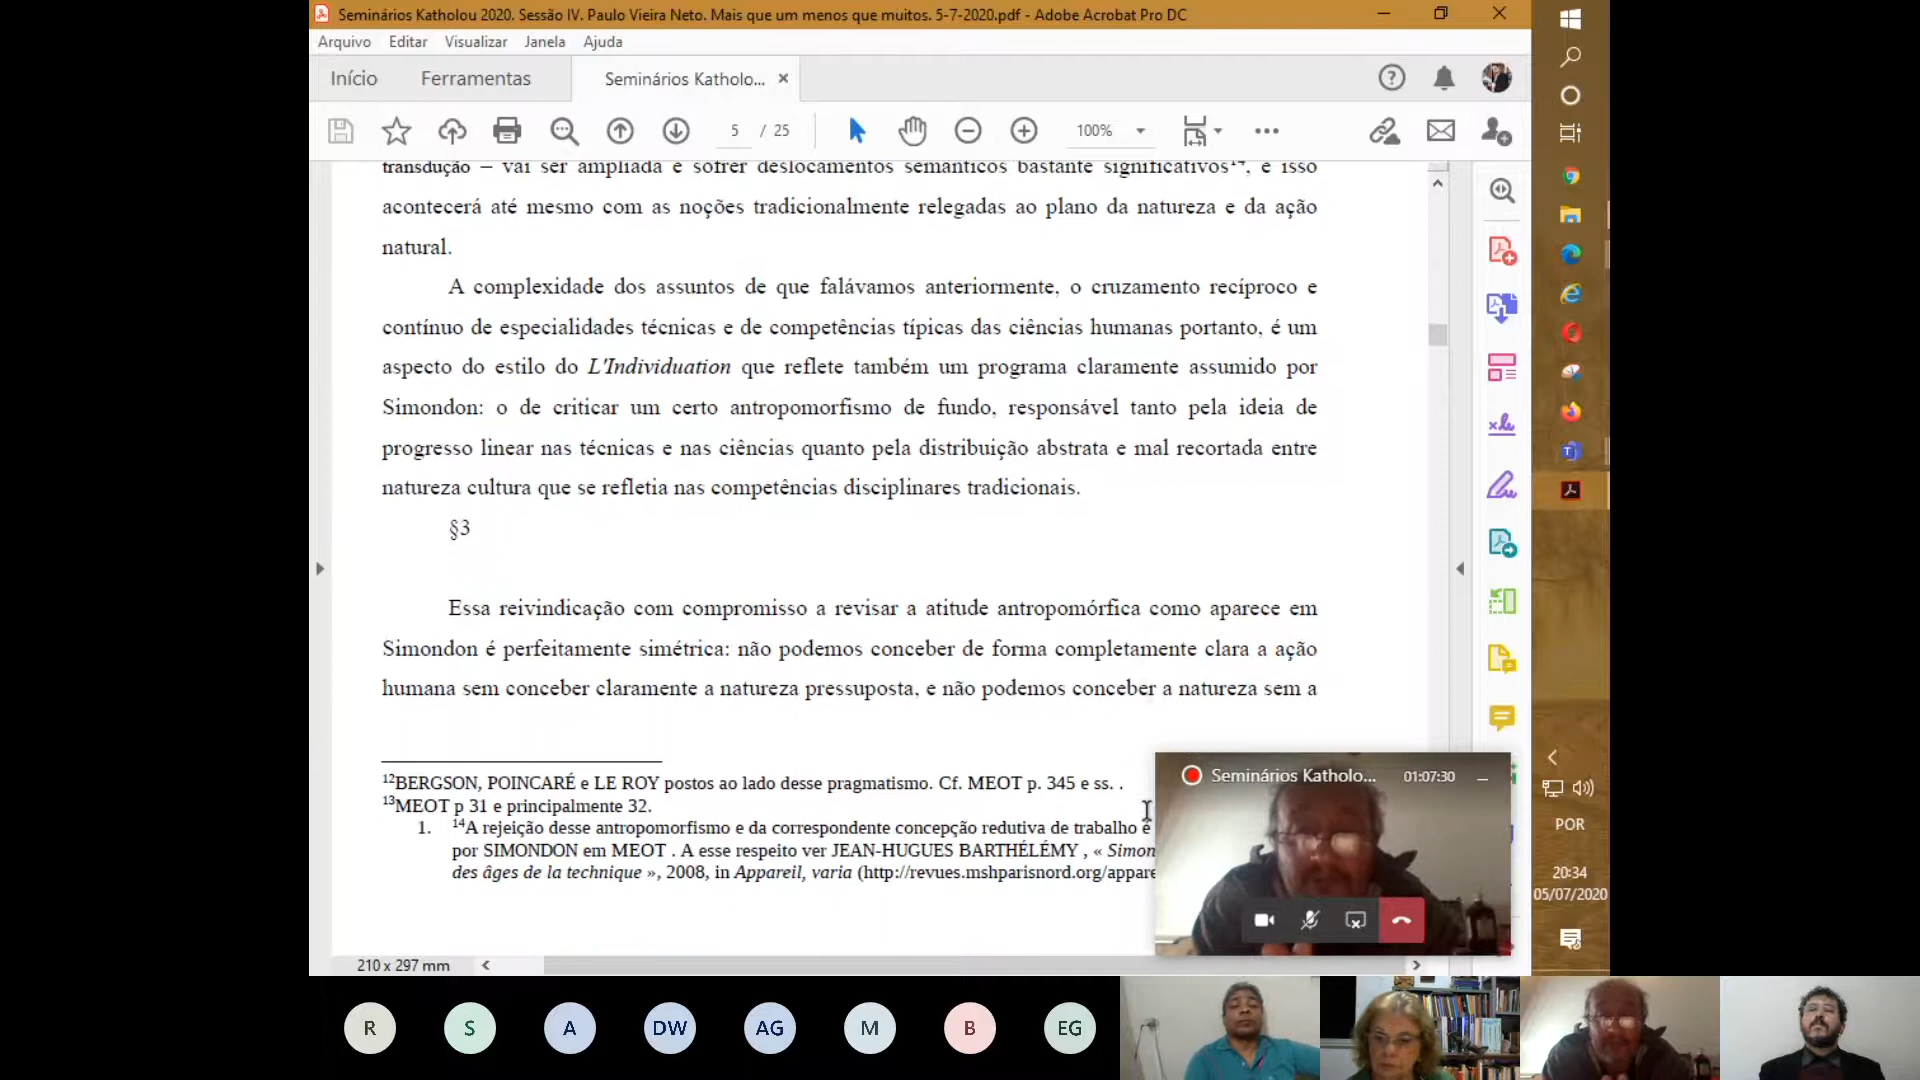 Seminários Katholou 2020. Sessão IV. Paulo Vieira Neto. Mais que um menos que muitos. 5-7-2020.pdf - Adobe Acrobat Pro DC
Arquivo Editar Visualizar Janela Ajuda
Início Ferramentas Seminários Katholo... ×
5 / 25 100%
transdução – vai ser ampliada e sofrer deslocamentos semânticos bastante significativos14, e isso
acontecerá até mesmo com as noções tradicionalmente relegadas ao plano da natureza e da ação
natural.
A complexidade dos assuntos de que falávamos anteriormente, o cruzamento recíproco e
contínuo de especialidades técnicas e de competências típicas das ciências humanas portanto, é um
aspecto do estilo do L'Individuation que reflete também um programa claramente assumido por
Simondon: o de criticar um certo antropomorfismo de fundo, responsável tanto pela ideia de
progresso linear nas técnicas e nas ciências quanto pela distribuição abstrata e mal recortada entre
natureza cultura que se refletia nas competências disciplinares tradicionais.
§3
Essa reivindicação com compromisso a revisar a atitude antropomórfica como aparece em
Simondon é perfeitamente simétrica: não podemos conceber de forma completamente clara a ação
humana sem conceber claramente a natureza pressuposta, e não podemos conceber a natureza sem a
12BERGSON, POINCARÉ e LE ROY postos ao lado desse pragmatismo. Cf. MEOT p. 345 e ss. .
13MEOT p 31 e principalmente 32.
1. 14A rejeição desse antropomorfismo e da correspondente concepção redutiva de trabalho é
por SIMONDON em MEOT . A esse respeito ver JEAN-HUGUES BARTHÉLÉMY , « Simon
des âges de la technique », 2008, in Appareil, varia (http://revues.mshparisnord.org/appare
Seminários Katholo... 01:07:30
210 x 297 mm
POR
20:34
05/07/2020
R S A DW AG M B EG